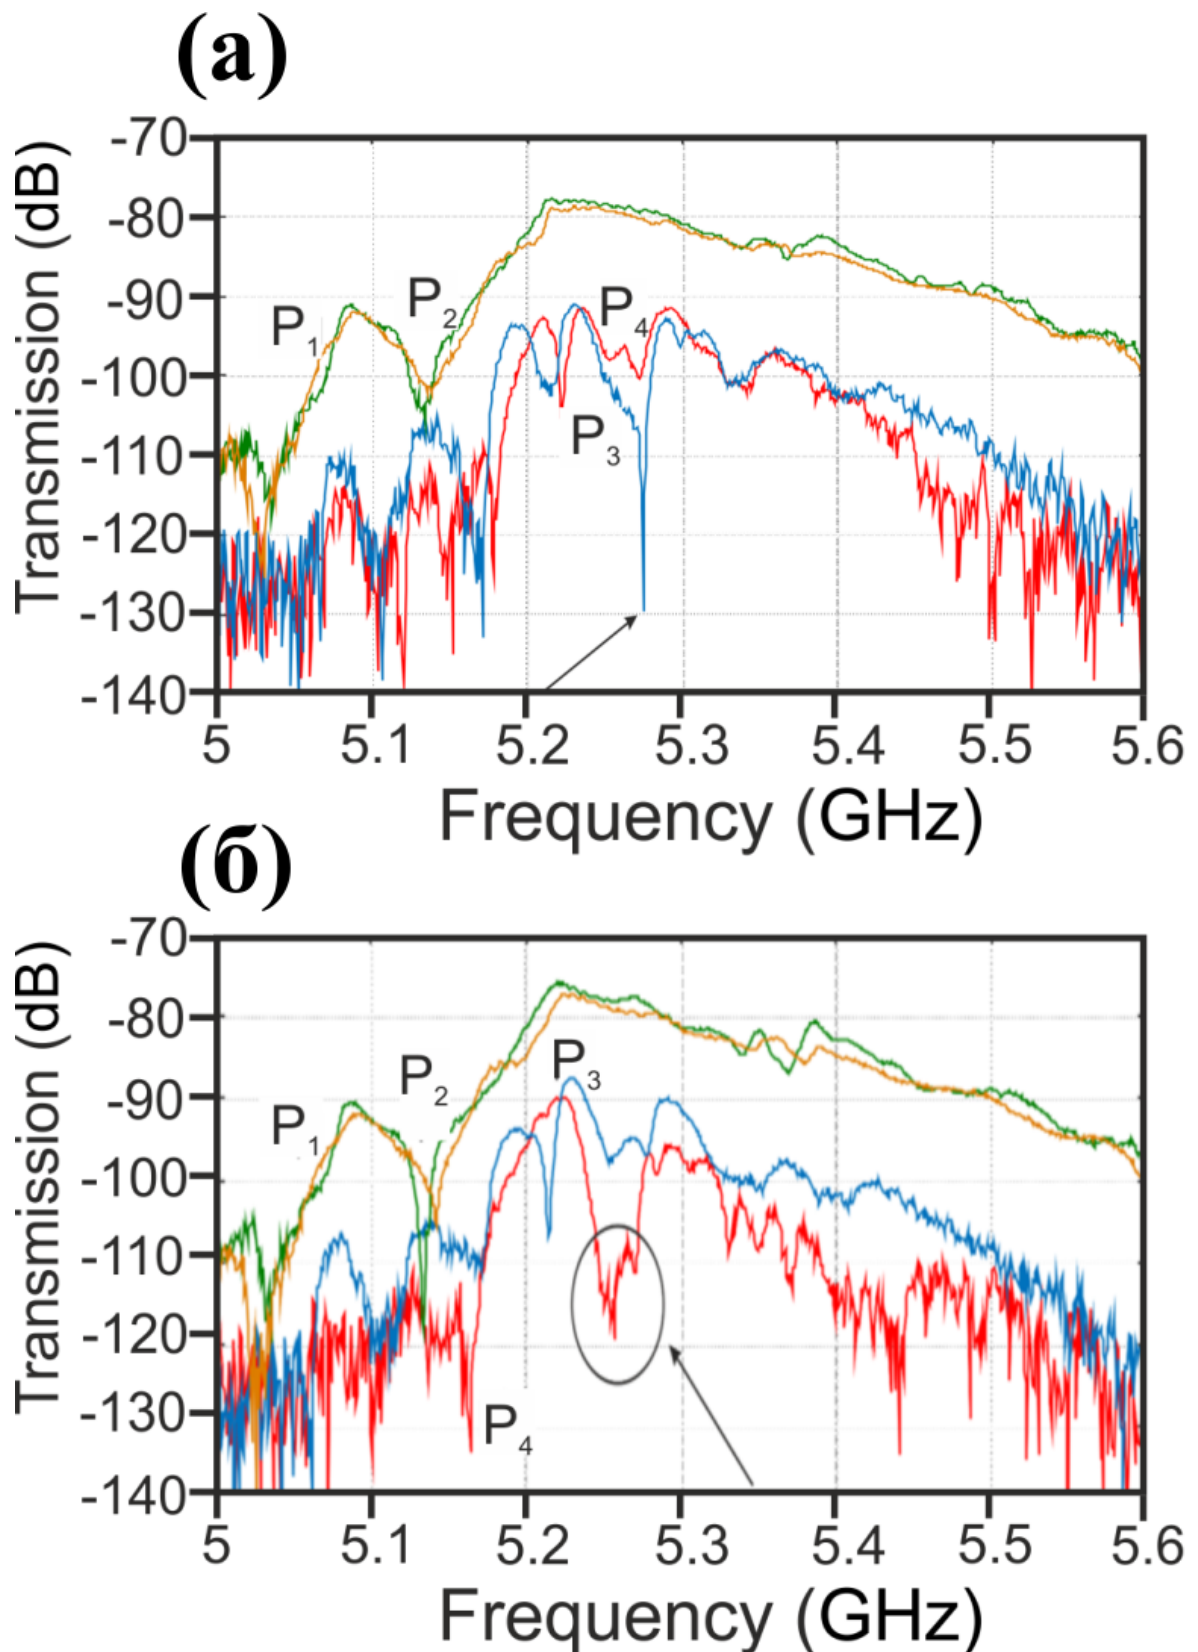 (а)
Transmission (dB)
-70
-80
-90
-100
-110
-120
-130
-140
P1
P2
P4
P3
5 5.1 5.2 5.3 5.4 5.5 5.6
Frequency (GHz)
(б)
Transmission (dB)
-70
-80
-90
-100
-110
-120
-130
-140
P3
P2
P1
P4
5 5.1 5.2 5.3 5.4 5.5 5.6
Frequency (GHz)